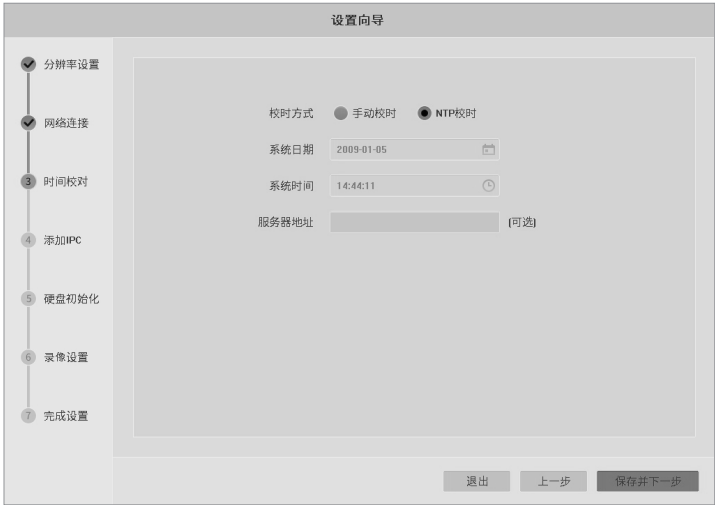 设置向导
分辨率设置
网络连接
3 时间校对
4 添加IPC
5 硬盘初始化
6 录像设置
7 完成设置
校时方式 手动校时 NTP校时
系统日期 2009-01-05
系统时间 14:44:11
服务器地址 (可选)
退出 上一步 保存并下一步